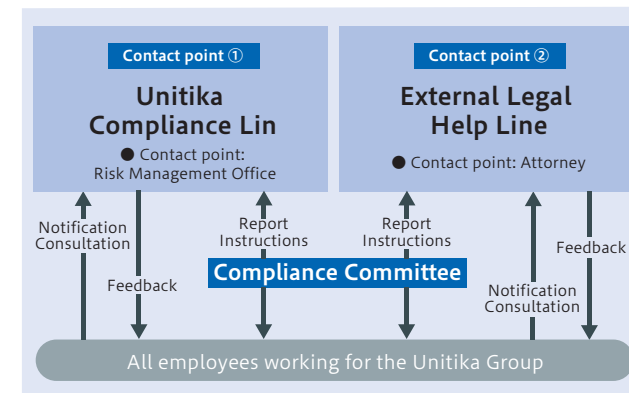 Contact point ①
Unitika
Compliance Lin
● Contact point:
Risk Management Office
Contact point ②
External Legal
Help Line
● Contact point: Attorney
Notification
Consultation
Feedback
Report
Instructions
Report
Instructions
Compliance Committee
Notification
Consultation
Feedback
All employees working for the Unitika Group